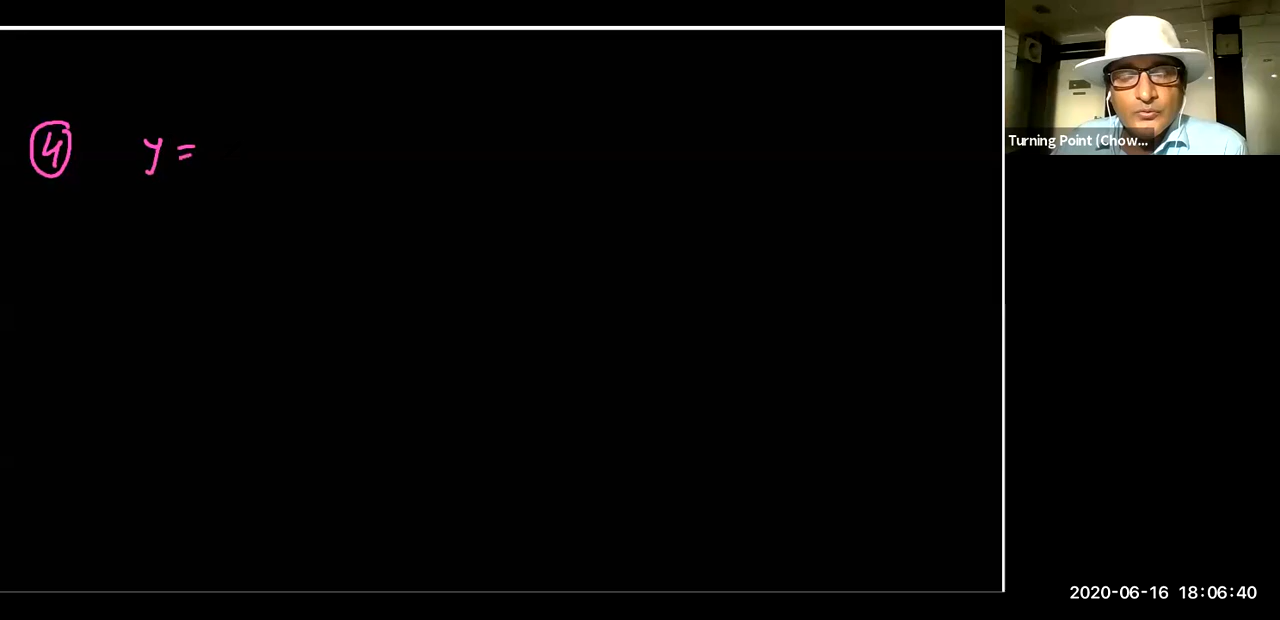 ④ y =
Turning Point (Chow...
2020-06-16 18:06:40